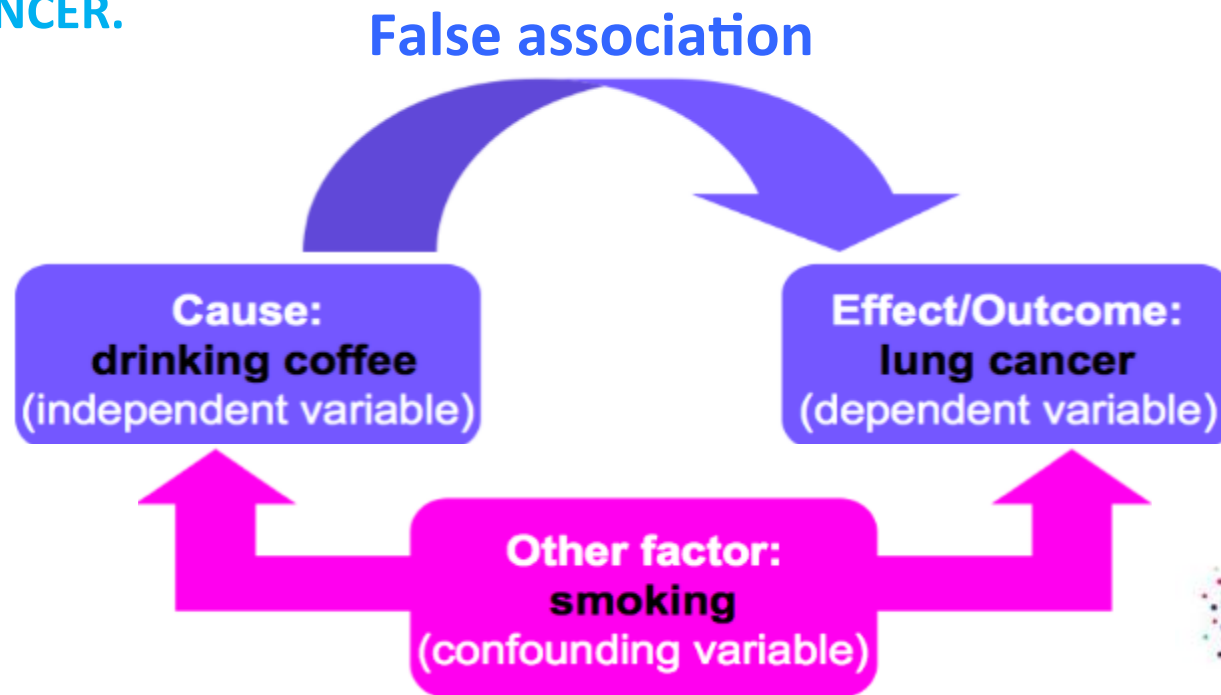 NCER.
False association
Cause:
drinking coffee
(independent variable)
Effect/Outcome:
lung cancer
(dependent variable)
Other factor:
smoking
(confounding variable)